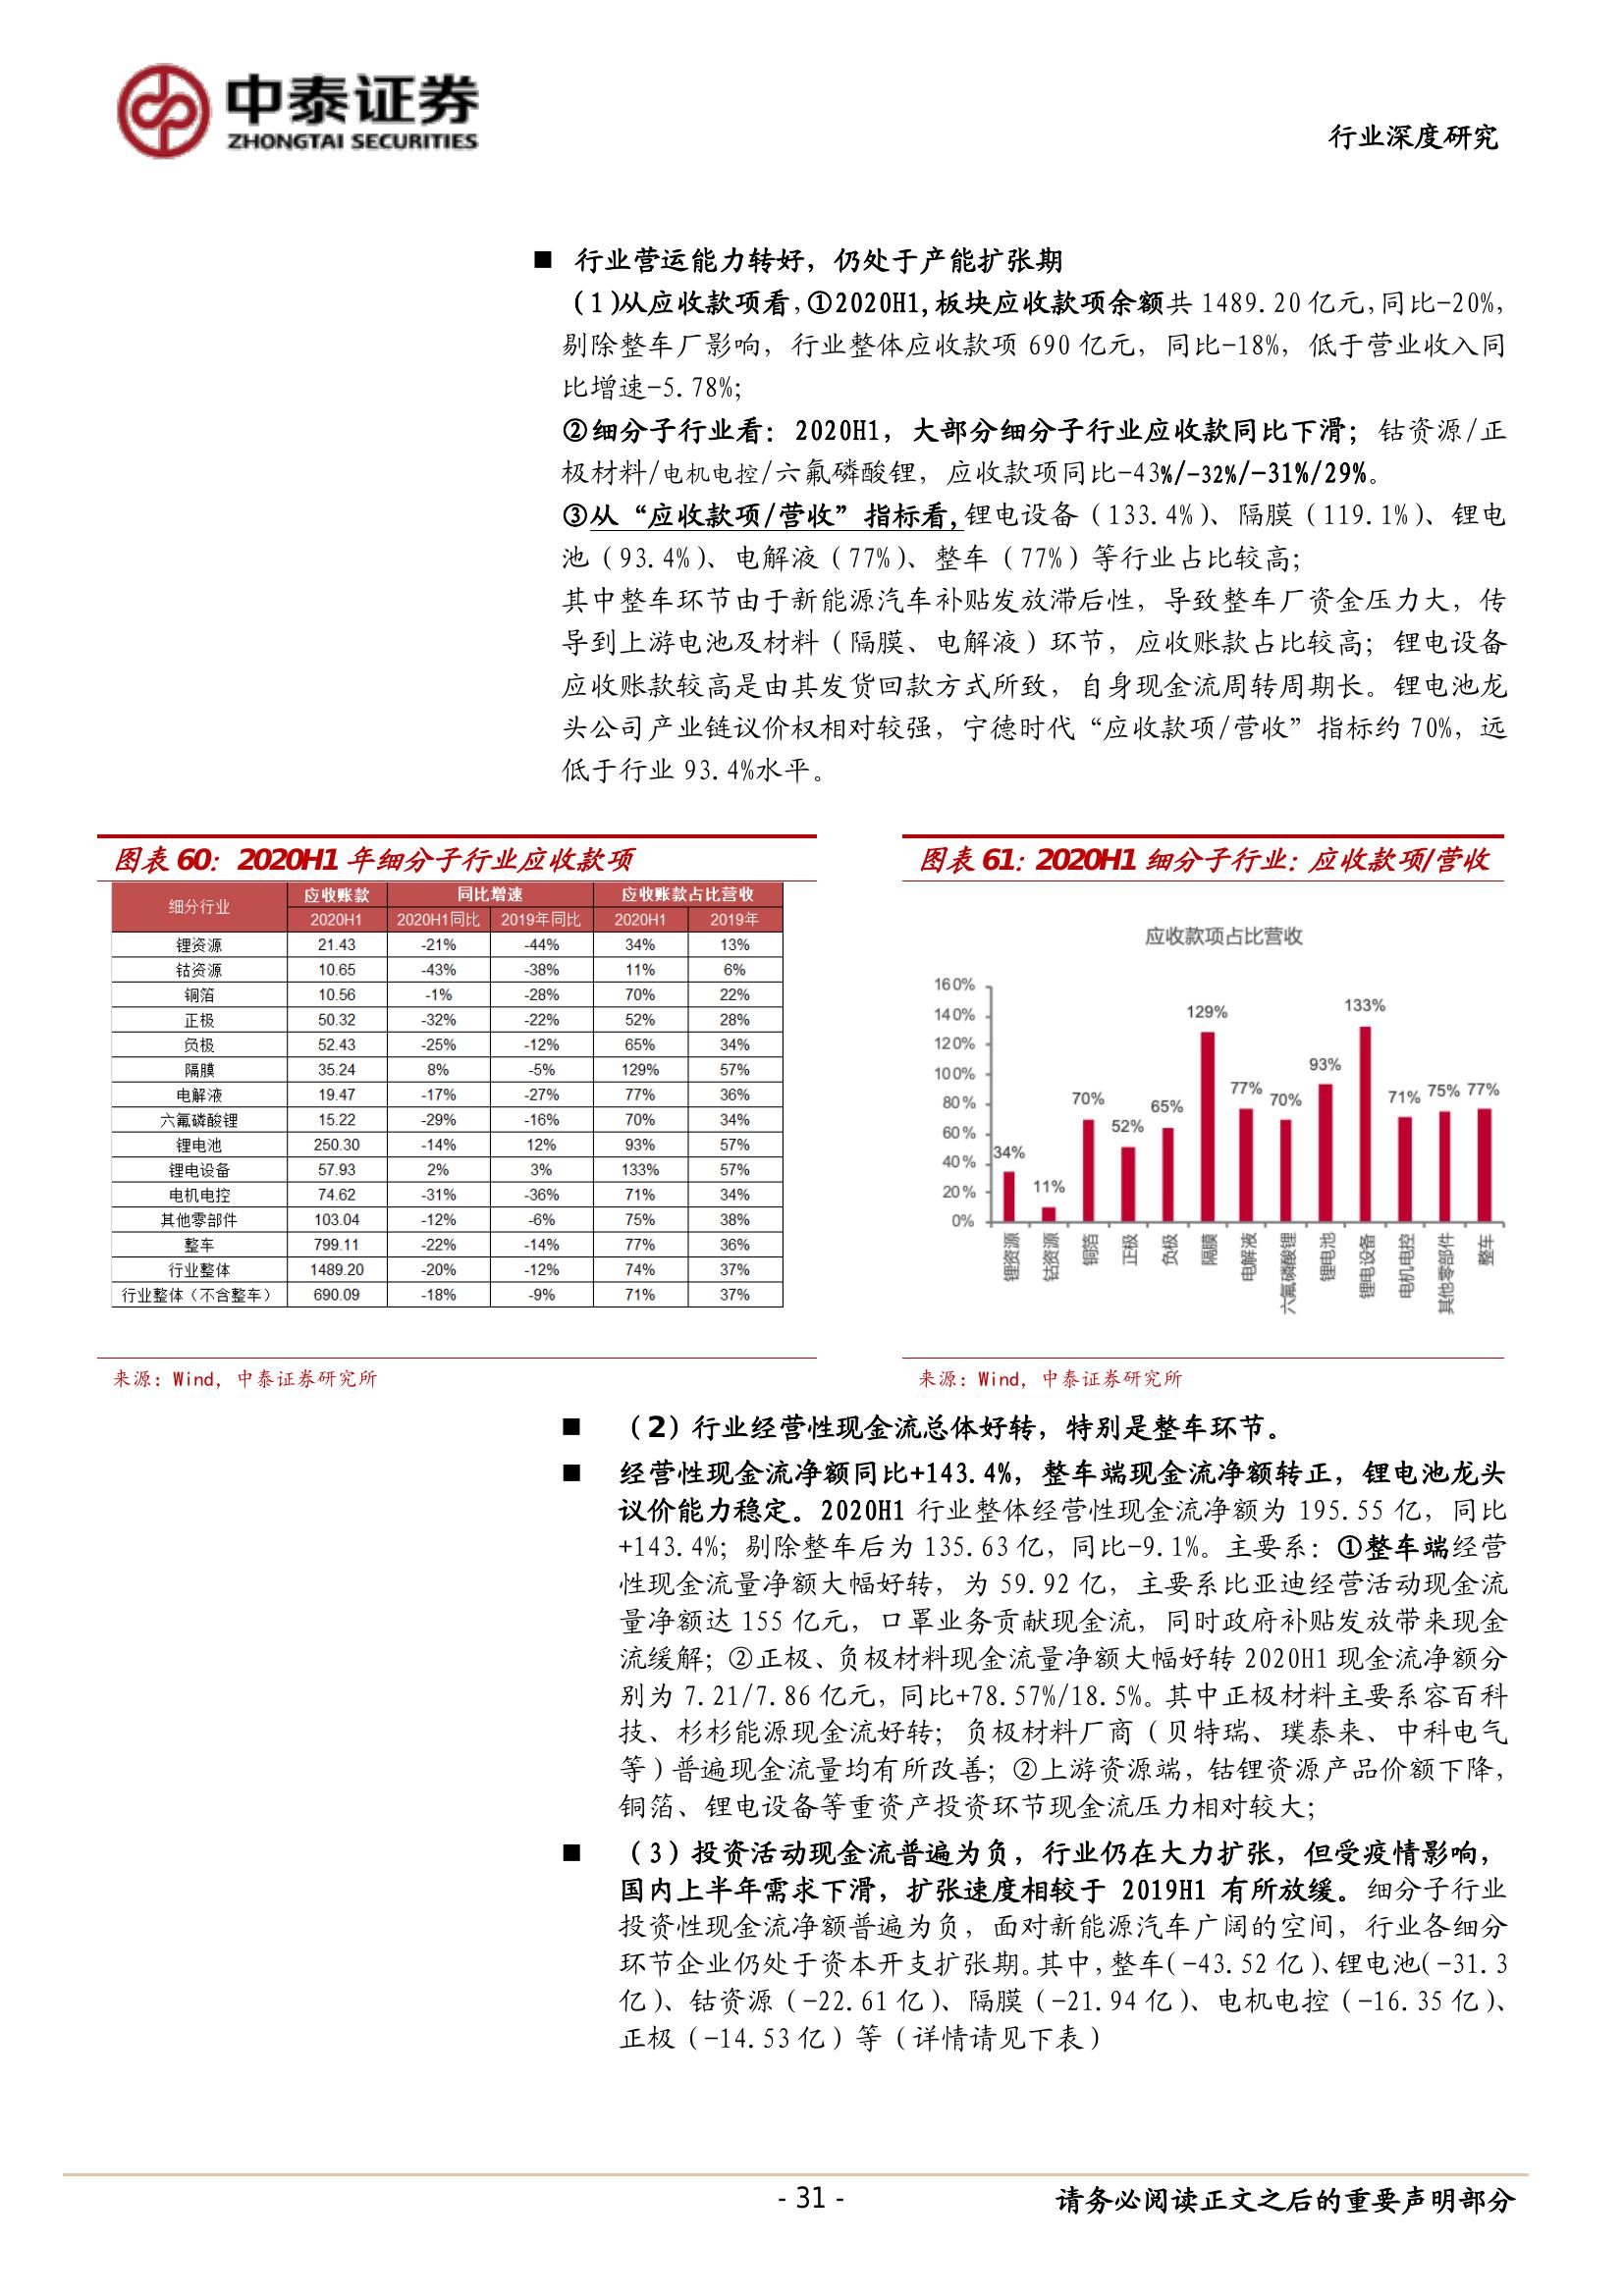 中泰证券
ZHONGTAI SECURITIES
行业深度研究
■ 行业营运能力转好，仍处于产能扩张期
（1）从应收款项看，①2020H1，板块应收款项余额共 1489.20 亿元，同比-20%，
剔除整车厂影响，行业整体应收款项 690 亿元，同比-18%，低于营业收入同
比增速-5.78%；
②细分子行业看：2020H1，大部分细分子行业应收款同比下滑；钴资源/正
极材料/电机电控/六氟磷酸锂，应收款项同比-43%/-32%/-31%/29%。
③从“应收款项/营收”指标看，锂电设备（133.4%）、隔膜（119.1%）、锂电
池（93.4%）、电解液（77%）、整车（77%）等行业占比较高；
其中整车环节由于新能源汽车补贴发放滞后性，导致整车厂资金压力大，传
导到上游电池及材料（隔膜、电解液）环节，应收账款占比较高；锂电设备
应收账款较高是由其发货回款方式所致，自身现金流周转周期长。锂电池龙
头公司产业链议价权相对较强，宁德时代“应收款项/营收”指标约 70%，远
低于行业 93.4%水平。
图表 60：2020H1 年细分子行业应收款项
细分行业 应收账款 同比增速 应收账款占比营收
2020H1 2020H1同比 2019年同比 2020H1 2019年
锂资源 21.43 -21% -44% 34% 13%
钴资源 10.65 -43% -38% 11% 6%
铜箔 10.56 -1% -28% 70% 22%
正极 50.32 -32% -22% 52% 28%
负极 52.43 -25% -12% 65% 34%
隔膜 35.24 8% -5% 129% 57%
电解液 19.47 -17% -27% 77% 36%
六氟磷酸锂 15.22 -29% -16% 70% 34%
锂电池 250.30 -14% 12% 93% 57%
锂电设备 57.93 2% 3% 133% 57%
电机电控 74.62 -31% -36% 71% 34%
其他零部件 103.04 -12% -6% 75% 38%
整车 799.11 -22% -14% 77% 36%
行业整体 1489.20 -20% -12% 74% 37%
行业整体（不含整车） 690.09 -18% -9% 71% 37%
来源：Wind，中泰证券研究所
图表 61：2020H1 细分子行业：应收款项/营收
应收款项占比营收
160%
140%
120%
100%
80%
60%
40%
20%
0%
34% 11% 70% 52% 65% 129% 77% 70% 93% 133% 71% 75% 77%
锂资源 钴资源 铜箔 正极 负极 隔膜 电解液 六氟磷酸锂 锂电池 锂电设备 电机电控 其他零部件 整车
来源：Wind，中泰证券研究所
■ （2）行业经营性现金流总体好转，特别是整车环节。
■ 经营性现金流净额同比+143.4%，整车端现金流净额转正，锂电池龙头
议价能力稳定。2020H1 行业整体经营性现金流净额为 195.55 亿，同比
+143.4%；剔除整车后为 135.63 亿，同比-9.1%。主要系：①整车端经营
性现金流量净额大幅好转，为 59.92 亿，主要系比亚迪经营活动现金流
量净额达 155 亿元，口罩业务贡献现金流，同时政府补贴发放带来现金
流缓解；②正极、负极材料现金流量净额大幅好转 2020H1 现金流净额分
别为 7.21/7.86 亿元，同比+78.57%/18.5%。其中正极材料主要系容百科
技、杉杉能源现金流好转；负极材料厂商（贝特瑞、璞泰来、中科电气
等）普遍现金流量均有所改善；②上游资源端，钴锂资源产品价额下降，
铜箔、锂电设备等重资产投资环节现金流压力相对较大；
■ （3）投资活动现金流普遍为负，行业仍在大力扩张，但受疫情影响，
国内上半年需求下滑，扩张速度相较于 2019H1 有所放缓。细分子行业
投资性现金流净额普遍为负，面对新能源汽车广阔的空间，行业各细分
环节企业仍处于资本开支扩张期。其中，整车（-43.52 亿）、锂电池（-31.3
亿）、钴资源（-22.61 亿）、隔膜（-21.94 亿）、电机电控（-16.35 亿）、
正极（-14.53 亿）等（详情请见下表）
- 31 -
请务必阅读正文之后的重要声明部分